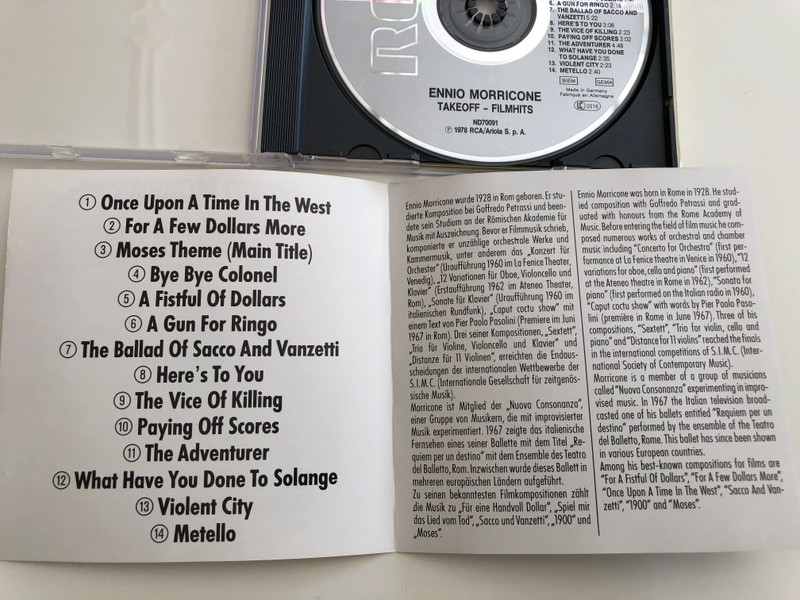 RC
6. A GUN FOR RINGO 2:18
7. THE BALLAD OF SACCO AND
VANZETTI 5:22
8. HERE'S TO YOU 3:06
9. THE VICE OF KILLING 2:23
10. PAYING OFF SCORES 3:02
11. THE ADVENTURER 4:48
12. WHAT HAVE YOU DONE
TO SOLANGE 2:35
13. VIOLENT CITY 2:23
14. METELLO 2:40
BIEM GEMA
Made in Germany
Fabriqué en Allemagne
LC 0316
ENNIO MORRICONE
TAKEOFF – FILMHITS
ND70091
℗ 1978 RCA/Ariola S. p. A.
① Once Upon A Time In The West
② For A Few Dollars More
③ Moses Theme (Main Title)
④ Bye Bye Colonel
⑤ A Fistful Of Dollars
⑥ A Gun For Ringo
⑦ The Ballad Of Sacco And Vanzetti
⑧ Here's To You
⑨ The Vice Of Killing
⑩ Paying Off Scores
⑪ The Adventurer
⑫ What Have You Done To Solange
⑬ Violent City
⑭ Metello
Ennio Morricone wurde 1928 in Rom geboren. Er stu-
dierte Komposition bei Goffredo Petrassi und been-
dete sein Studium an der Römischen Akademie für
Musik mit Auszeichnung. Bevor er Filmmusik schrieb,
komponierte er unzählige orchestrale Werke und
Kammermusik, unter anderem das „Konzert für
Orchester" (Uraufführung 1960 im La Fenice Theater,
Venedig), „12 Variationen für Oboe, Violoncello und
Klavier" (Erstaufführung 1962 im Ateneo Theater,
Rom), „Sonate für Klavier" (Uraufführung 1960 im
italienischen Rundfunk), „Caput coctu show" mit
einem Text von Pier Paolo Pasolini (Premiere im Juni
1967 in Rom). Drei seiner Kompositionen, „Sextett",
„Trio für Violine, Violoncello und Klavier" und
„Distanze für 11 Violinen", erreichten die Endaus-
scheidungen der internationalen Wettbewerbe der
S.I.M.C. (Internationale Gesellschaft für zeitgenös-
sische Musik).
Morricone ist Mitglied der „Nuova Consonanza",
einer Gruppe von Musikern, die mit improvisierter
Musik experimentiert. 1967 zeigte das italienische
Fernsehen eines seiner Ballette mit dem Titel „Re-
quiem per un destino" mit dem Ensemble des Teatro
del Balletto, Rom. Inzwischen wurde dieses Ballett in
mehreren europäischen Ländern aufgeführt.
Zu seinen bekanntesten Filmkompositionen zählt
die Musik zu „Für eine Handvoll Dollar", „Spiel mir
das Lied vom Tod", „Sacco und Vanzetti", „1900" und
„Moses".
Ennio Morricone was born in Rome in 1928. He stud-
ied composition with Goffredo Petrassi and grad-
uated with honours from the Rome Academy of
Music. Before entering the field of film music he com-
posed numerous works of orchestral and chamber
music including "Concerto for Orchestra" (first per-
formance at La Fenice theatre in Venice in 1960), "12
variations for oboe, cello and piano" (first performed
at the Ateneo theatre in Rome in 1962), "Sonata for
piano" (first performed on the Italian radio in 1960),
"Caput coctu show" with words by Pier Paolo Paso-
lini (première in Rome in June 1967). Three of his
compositions, "Sextett", "Trio for violin, cello and
piano" and "Distance for 11 violins" reached the finals
in the international competitions of S.I.M.C. (Inter-
national Society of Contemporary Music).
Morricone is a member of a group of musicians
called "Nuova Consonanza" experimenting in impro-
vised music. In 1967 the Italian television broad-
casted one of his ballets entitled "Requiem per un
destino" performed by the ensemble of the Teatro
del Balletto, Rome. This ballet has since been shown
in various European countries.
Among his best-known compositions for films are
"For A Fistful Of Dollars", "For A Few Dollars More",
"Once Upon A Time In The West", "Sacco And Van-
zetti", "1900" and "Moses".